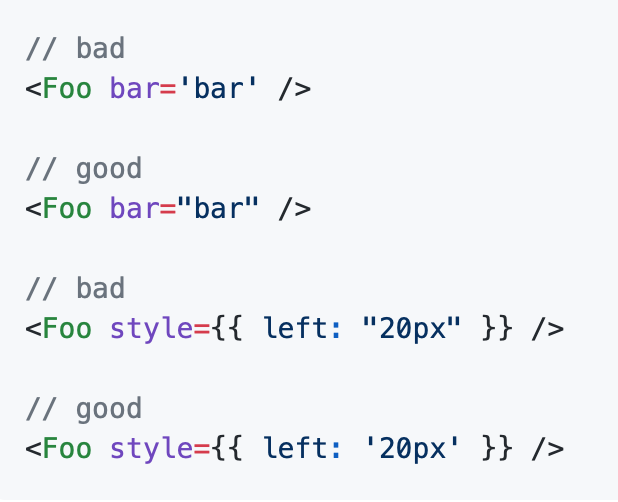 // bad
<Foo bar='bar' />
// good
<Foo bar="bar" />
// bad
<Foo style={{ left: "20px" }} />
// good
<Foo style={{ left: '20px' }} />